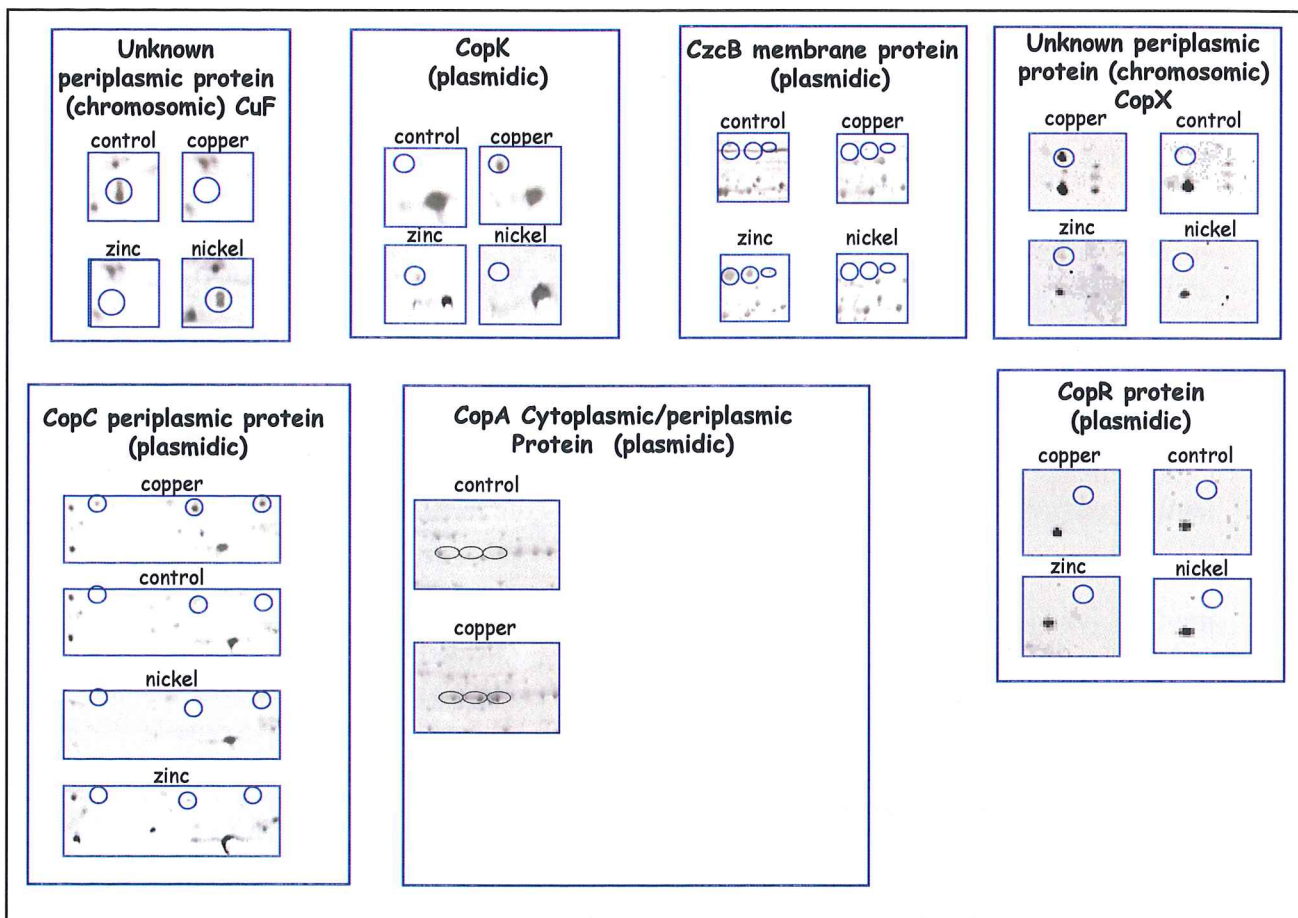 Unknown
periplasmic protein
(chromosomic) CuF
control copper
zinc nickel
CopK
(plasmidic)
control copper
zinc nickel
CzcB membrane protein
(plasmidic)
control copper
zinc nickel
Unknown periplasmic
protein (chromosomic)
CopX
copper control
zinc nickel
CopC periplasmic protein
(plasmidic)
copper
control
nickel
zinc
CopA Cytoplasmic/periplasmic
Protein (plasmidic)
control
copper
CopR protein
(plasmidic)
copper control
zinc nickel